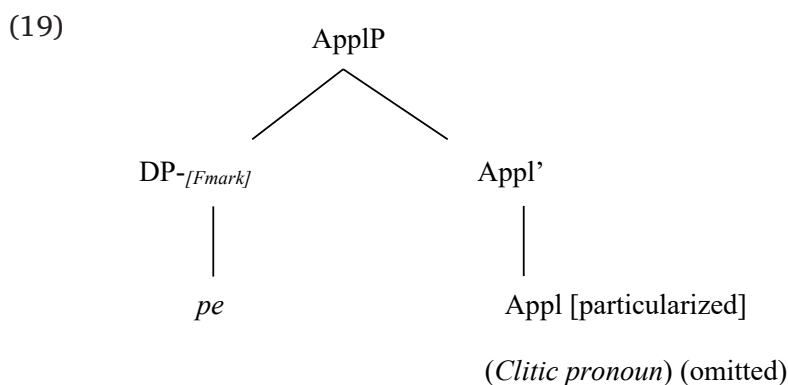 (19)
ApplP
DP-[Fmark] Appl’
pe Appl [particularized]
(Clitic pronoun) (omitted)